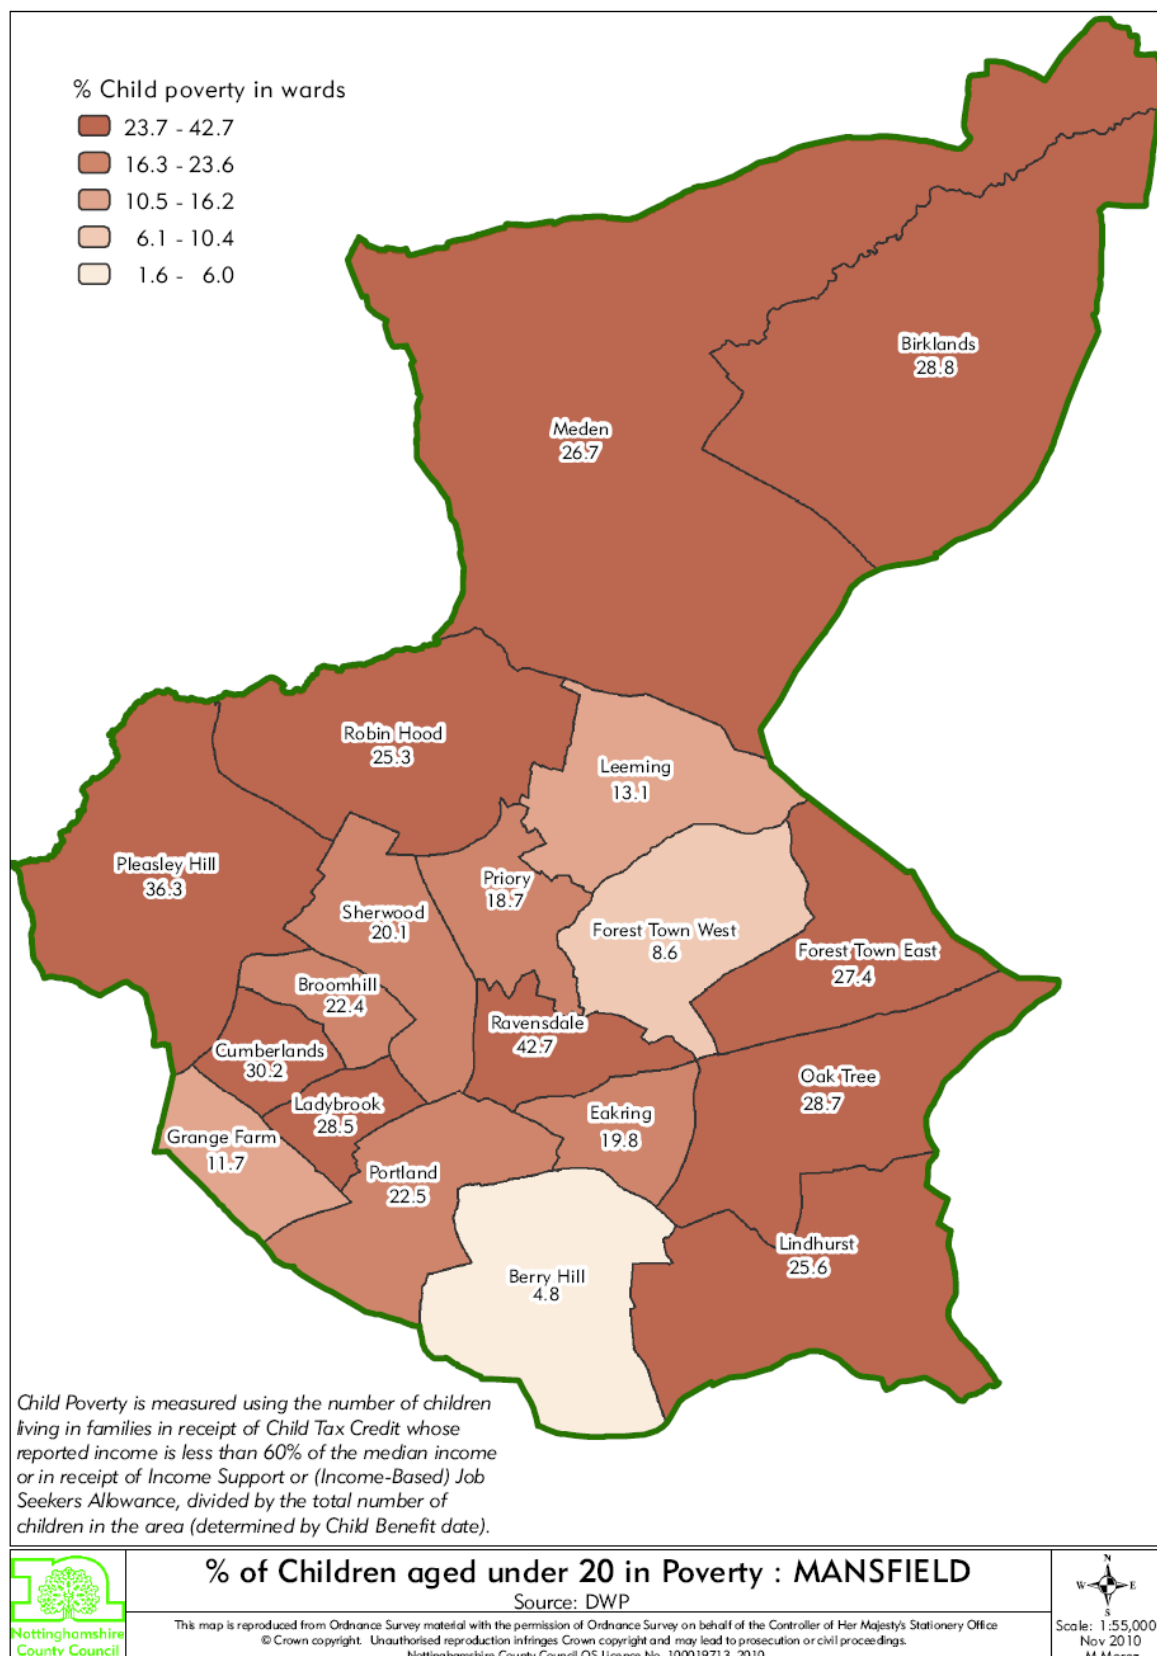 % Child poverty in wards
23.7 - 42.7
16.3 - 23.6
10.5 - 16.2
6.1 - 10.4
1.6 - 6.0
Birklands
28.8
Meden
26.7
Robin Hood
25.3
Leeming
13.1
Pleasley Hill
36.3
Priory
18.7
Sherwood
20.1
Forest Town West
8.6
Forest Town East
27.4
Broomhill
22.4
Ravensdale
42.7
Cumberlands
30.2
Oak Tree
28.7
Ladybrook
28.5
Eakring
19.8
Grange Farm
11.7
Portland
22.5
Lindhurst
25.6
Berry Hill
4.8
Child Poverty is measured using the number of children
living in families in receipt of Child Tax Credit whose
reported income is less than 60% of the median income
or in receipt of Income Support or (Income-Based) Job
Seekers Allowance, divided by the total number of
children in the area (determined by Child Benefit date).
Nottinghamshire
County Council
% of Children aged under 20 in Poverty : MANSFIELD
Source: DWP
This map is reproduced from Ordnance Survey material with the permission of Ordnance Survey on behalf of the Controller of Her Majesty's Stationery Office
© Crown copyright. Unauthorised reproduction infringes Crown copyright and may lead to prosecution or civil proceedings.
Nottinghamshire County Council OS Licence No. 100019713, 2010
N
W E
S
Scale: 1:55,000
Nov 2010